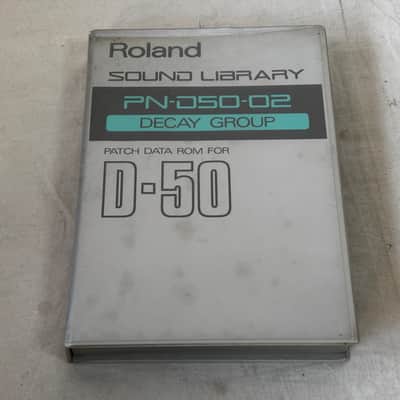 Roland
SOUND LIBRARY
PN-D50-02
DECAY GROUP
PATCH DATA ROM FOR
D-50